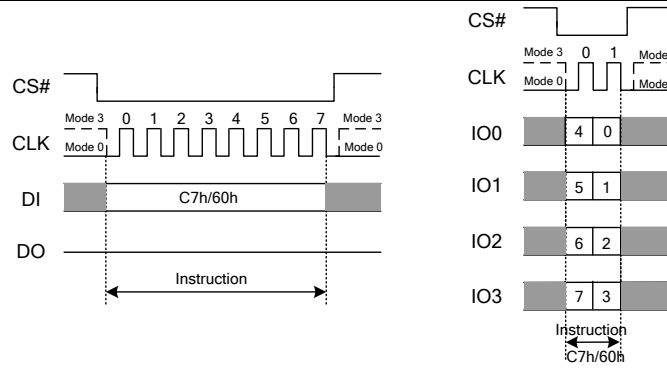 CS#
Mode 3 0 1 2 3 4 5 6 7 Mode 3
CLK
Mode 0 Mode 0
DI C7h/60h
DO
Instruction
CS#
Mode 3 0 1 Mode
CLK
Mode 0 Mode
IO0 4 0
IO1 5 1
IO2 6 2
IO3 7 3
Instruction
C7h/60h